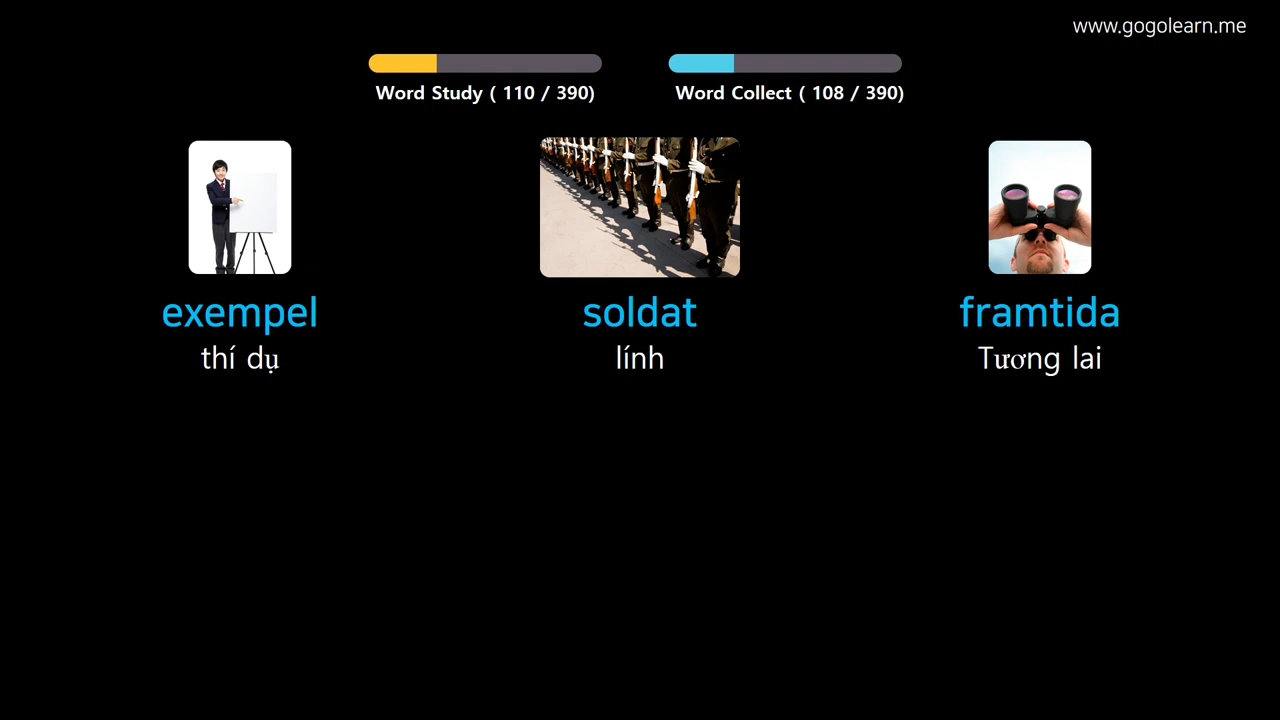 www.gogolearn.me
Word Study ( 110 / 390)
Word Collect ( 108 / 390)
exempel
soldat
framtida
thí dụ
lính
Tương lai